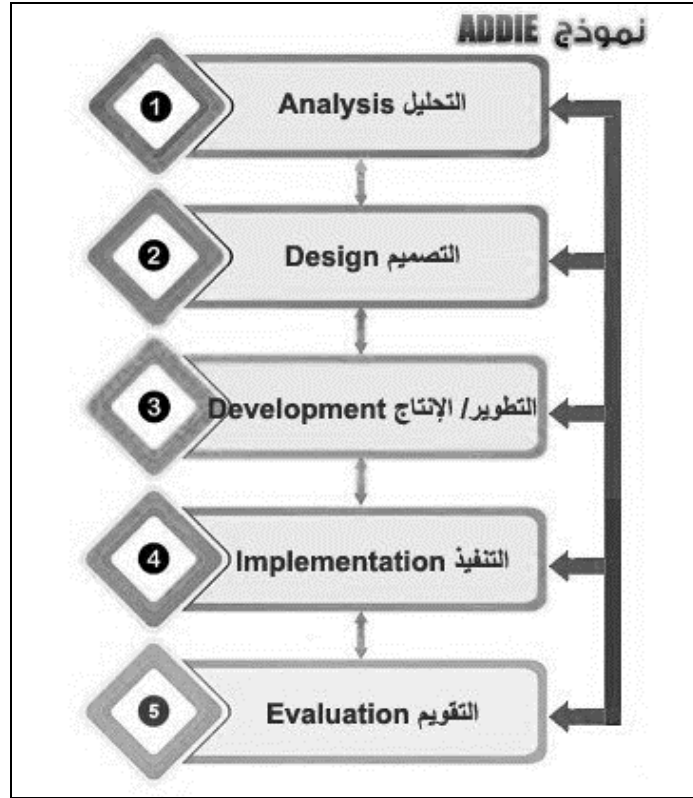 نموذج ADDIE
1
التحليل Analysis
2
التصميم Design
3
التطوير/ الإنتاج Development
4
التنفيذ Implementation
5
التقويم Evaluation